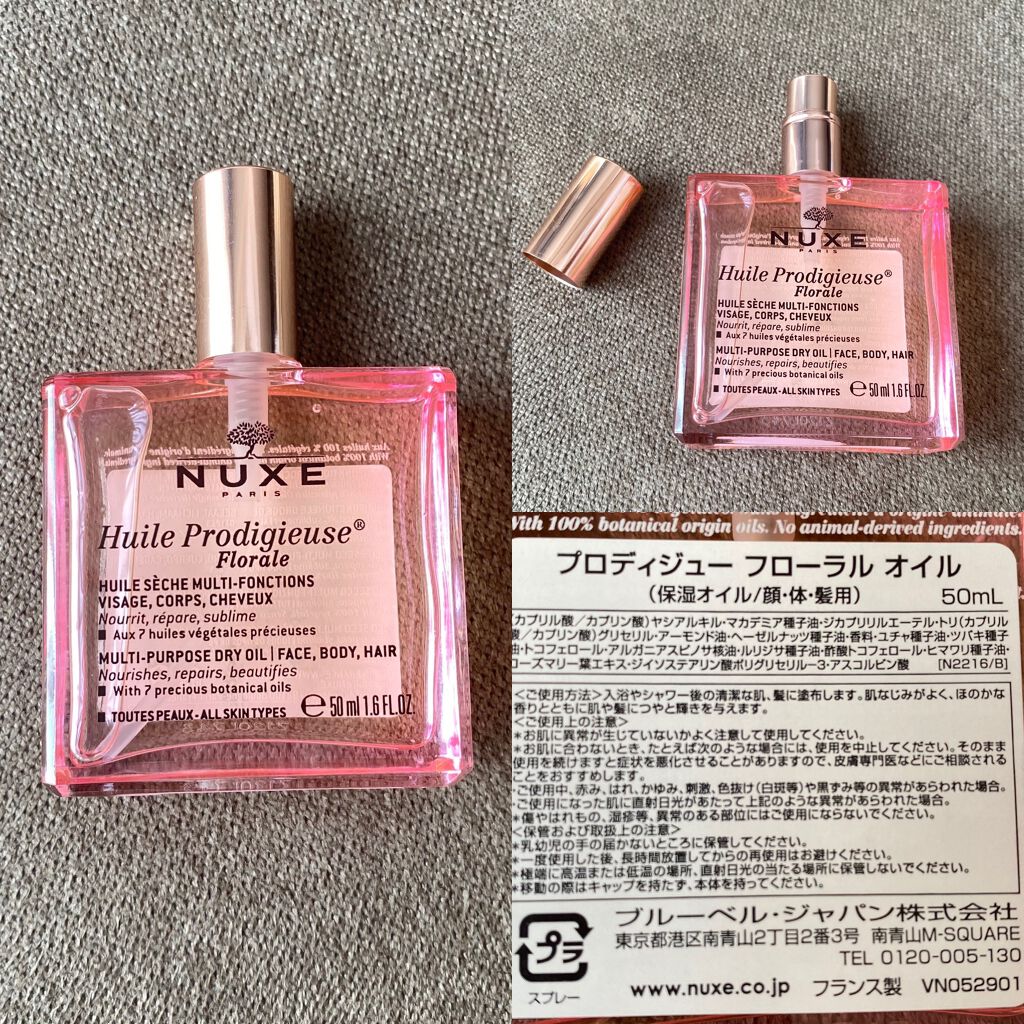 NUXE
PARIS
Huile Prodigieuse®
Florale
HUILE SÈCHE MULTI-FONCTIONS
VISAGE, CORPS, CHEVEUX
Nourrit, répare, sublime
■ Aux 7 huiles végétales précieuses
MULTI-PURPOSE DRY OIL | FACE, BODY, HAIR
Nourishes, repairs, beautifies
■ With 7 precious botanical oils
■ TOUTES PEAUX - ALL SKIN TYPES ℮ 50 ml 1.6 FL.OZ.
NUXE
PARIS
Huile Prodigieuse®
Florale
HUILE SÈCHE MULTI-FONCTIONS
VISAGE, CORPS, CHEVEUX
Nourrit, répare, sublime
■ Aux 7 huiles végétales précieuses
MULTI-PURPOSE DRY OIL | FACE, BODY, HAIR
Nourishes, repairs, beautifies
■ With 7 precious botanical oils
■ TOUTES PEAUX - ALL SKIN TYPES ℮ 50 ml 1.6 FL.OZ.
With 100% botanical origin oils. No animal-derived ingredients.
プロディジュー フローラル オイル
(保湿オイル/顔・体・髪用) 50mL
(カプリル酸/カプリン酸)ヤシアルキル・マカデミア種子油・ジカプリリルエーテル・トリ(カプリル
酸/カプリン酸)グリセリル・アーモンド油・ヘーゼルナッツ種子油・香料・ユチャ種子油・ツバキ種子
油・トコフェロール・アルガニアスピノサ核油・ルリジサ種子油・酢酸トコフェロール・ヒマワリ種子油・
ローズマリー葉エキス・ジイソステアリン酸ポリグリセリル-3・アスコルビン酸 [N2216/B]
<ご使用方法>入浴やシャワー後の清潔な肌、髪に塗布します。肌なじみがよく、ほのかな
香りとともに肌や髪につやと輝きを与えます。
<ご使用上の注意>
*お肌に異常が生じていないかよく注意して使用してください。
*お肌に合わないとき、たとえば次のような場合には、使用を中止してください。そのまま
使用を続けますと症状を悪化させることがありますので、皮膚専門医などにご相談される
ことをおすすめします。
・ご使用中、赤み、はれ、かゆみ、刺激、色抜け(白斑等)や黒ずみ等の異常があらわれた場合。
・ご使用になった肌に直射日光があたって上記のような異常があらわれた場合。
*傷やはれもの、湿疹等、異常のある部位にはご使用にならないでください。
<保管および取扱上の注意>
*乳幼児の手の届かないところに保管してください。
*一度使用した後、長時間放置してからの再使用はお避けください。
*極端に高温または低温の場所、直射日光の当たる場所に保管しないでください。
*移動の際はキャップを持たず、本体を持ってください。
プラ
スプレー
ブルーベル・ジャパン株式会社
東京都港区南青山2丁目2番3号 南青山M-SQUARE
TEL 0120-005-130
www.nuxe.co.jp フランス製 VN052901